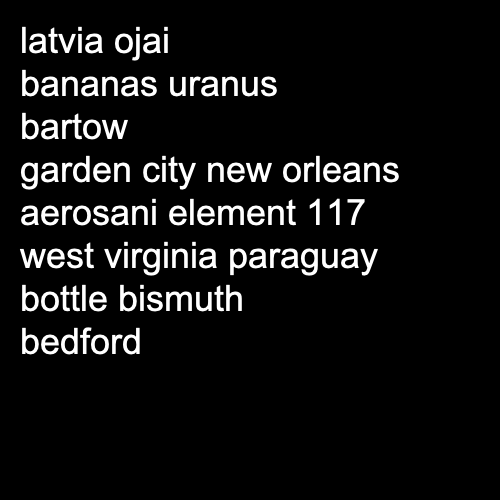 latvia ojai
bananas uranus
bartow
garden city new orleans
aerosani element 117
west virginia paraguay
bottle bismuth
bedford